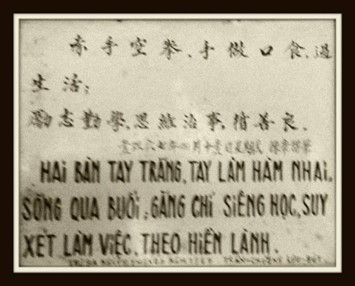 赤手空拳,手做口食,過
生活;
勵志勤學,思維治事,循善良.
HAI BÀN TAY TRẮNG, TAY LÀM HÀM NHAI,
SỐNG QUA BUỔI; GẮNG CHÍ SIÊNG HỌC, SUY
XÉT LÀM VIỆC, THEO HIỀN LÀNH.